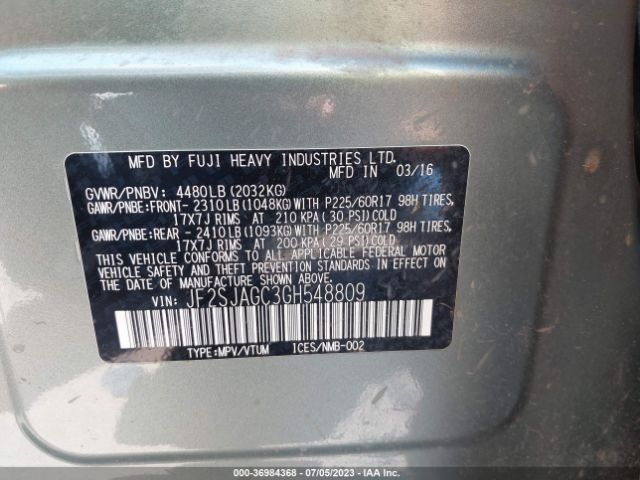 MFD BY FUJI HEAVY INDUSTRIES LTD.
MFD IN 03/16
GVWR/PNBV: 4480LB(2032KG)
GAWR/PNBE:FRONT- 2310LB(1048KG)WITH P225/60R17 98H TIRES,
17X7J RIMS AT 210 KPA(30 PSI)COLD
GAWR/PNBE:REAR - 2410LB(1093KG)WITH P225/60R17 98H TIRES,
17X7J RIMS AT 200 KPA(29 PSI)COLD
THIS VEHICLE CONFORMS TO ALL APPLICABLE FEDERAL MOTOR
VEHICLE SAFETY AND THEFT PREVENTION STANDARDS IN EFFECT ON
THE DATE OF MANUFACTURE SHOWN ABOVE.
VIN: JF2SJAGC3GH548809
TYPE:MPV/VTUM ICES/NMB-002
000-36984368 - 07/05/2023 - IAA Inc.